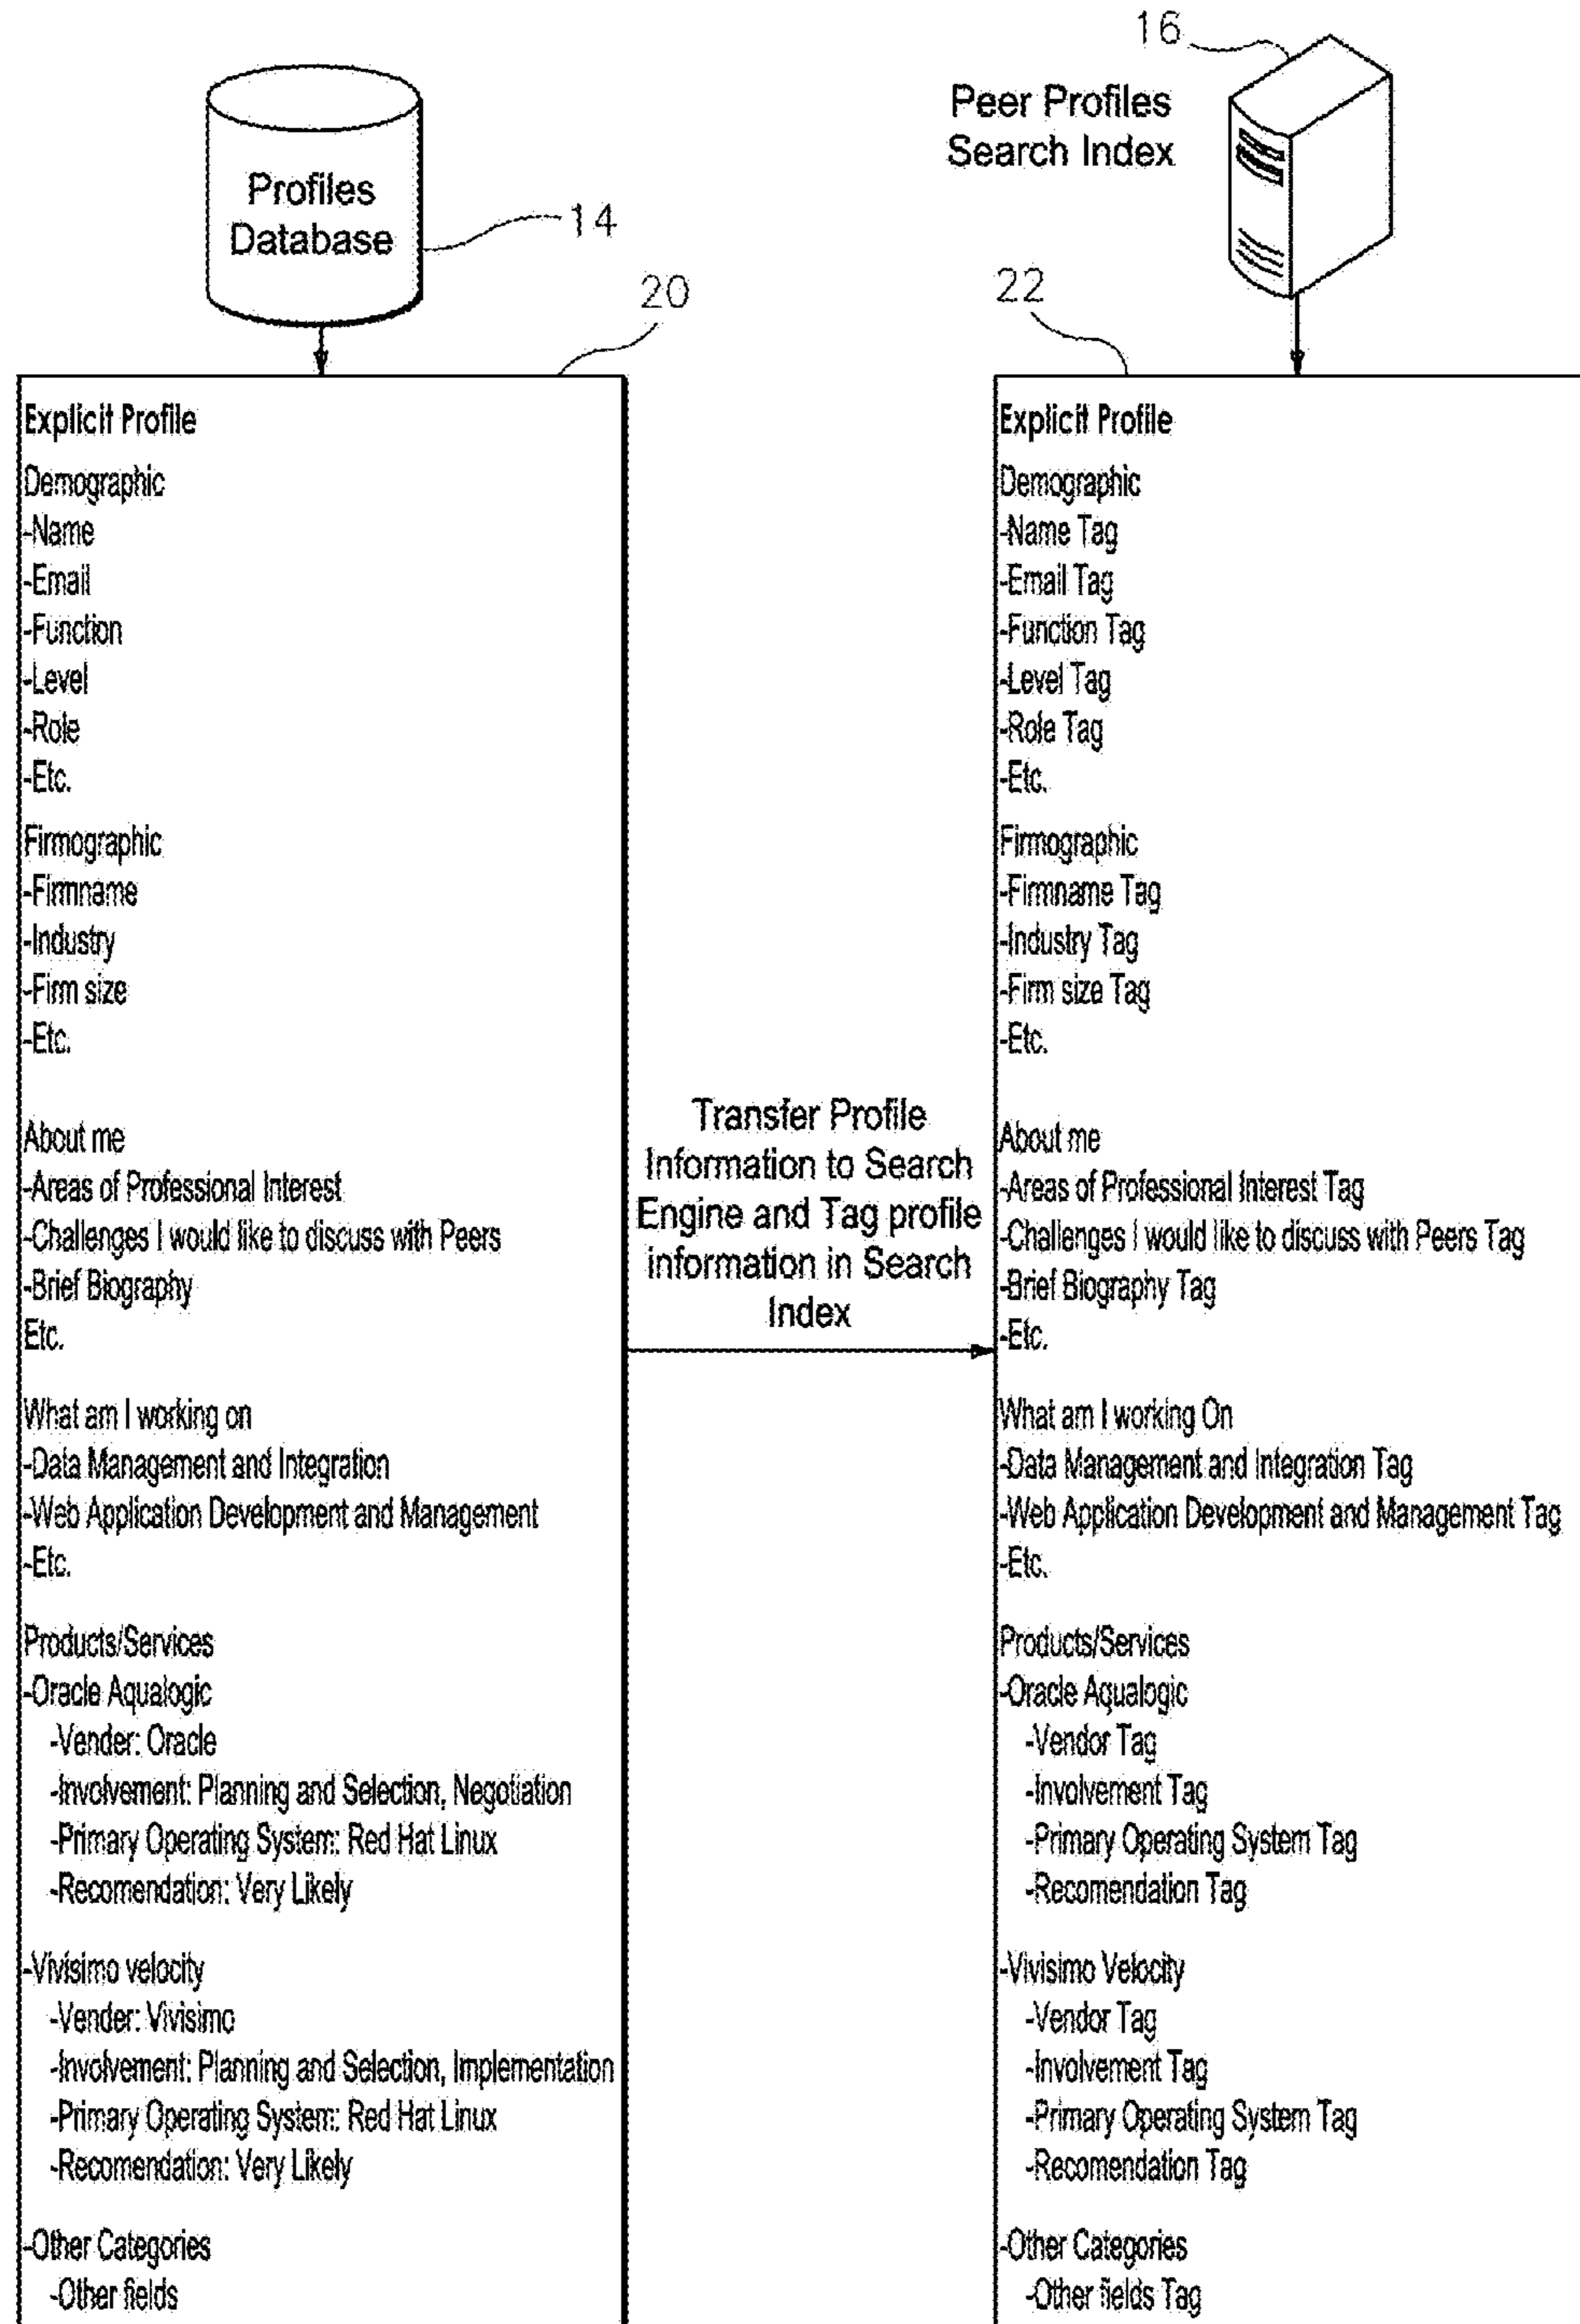 16
Peer Profiles
Search Index
Profiles
Database
14
20
22
Explicit Profile
Demographic
-Name
-Email
-Function
-Level
-Role
-Etc.
Firmographic
-Firmname
-Industry
-Firm size
-Etc.
About me
-Areas of Professional Interest
-Challenges I would like to discuss with Peers
-Brief Biography
Etc.
What am I working on
-Data Management and Integration
-Web Application Development and Management
-Etc.
Products/Services
-Oracle Aqualogic
-Vender: Oracle
-Involvement: Planning and Selection, Negotiation
-Primary Operating System: Red Hat Linux
-Recomendation: Very Likely
-Vivisimo velocity
-Vender: Vivisimo
-Involvement: Planning and Selection, Implementation
-Primary Operating System: Red Hat Linux
-Recomendation: Very Likely
-Other Categories
-Other fields
Transfer Profile
Information to Search
Engine and Tag profile
information in Search
Index
Explicit Profile
Demographic
-Name Tag
-Email Tag
-Function Tag
-Level Tag
-Role Tag
-Etc.
Firmographic
-Firmname Tag
-Industry Tag
-Firm size Tag
-Etc.
About me
-Areas of Professional Interest Tag
-Challenges I would like to discuss with Peers Tag
-Brief Biography Tag
-Etc.
What am I working On
-Data Management and Integration Tag
-Web Application Development and Management Tag
-Etc.
Products/Services
-Oracle Aqualogic
-Vendor Tag
-Involvement Tag
-Primary Operating System Tag
-Recomendation Tag
-Vivisimo Velocity
-Vendor Tag
-Involvement Tag
-Primary Operating System Tag
-Recomendation Tag
-Other Categories
-Other fields Tag